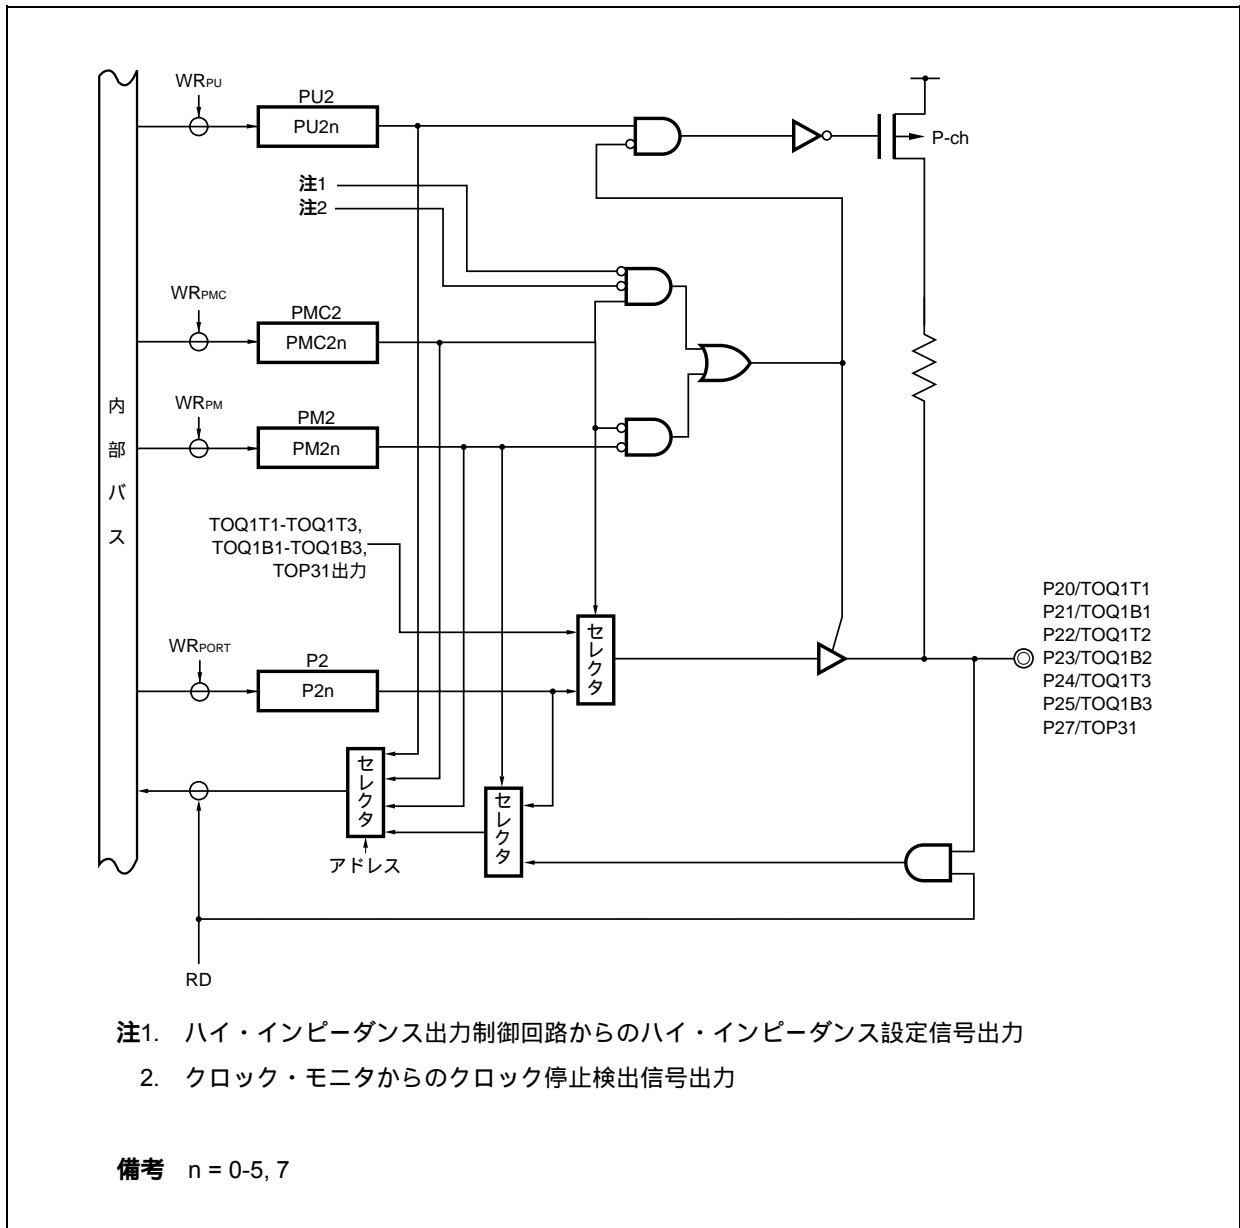 WRPU
PU2
PU2n
P-ch
注1
注2
WRPMC
PMC2
PMC2n
WRPM
PM2
PM2n
内部バス
TOQ1T1-TOQ1T3,
TOQ1B1-TOQ1B3,
TOP31出力
セレクタ
WRPORT
P2
P2n
P20/TOQ1T1
P21/TOQ1B1
P22/TOQ1T2
P23/TOQ1B2
P24/TOQ1T3
P25/TOQ1B3
P27/TOP31
セレクタ
セレクタ
アドレス
RD
注1. ハイ・インピーダンス出力制御回路からのハイ・インピーダンス設定信号出力
2. クロック・モニタからのクロック停止検出信号出力
備考 n = 0-5, 7